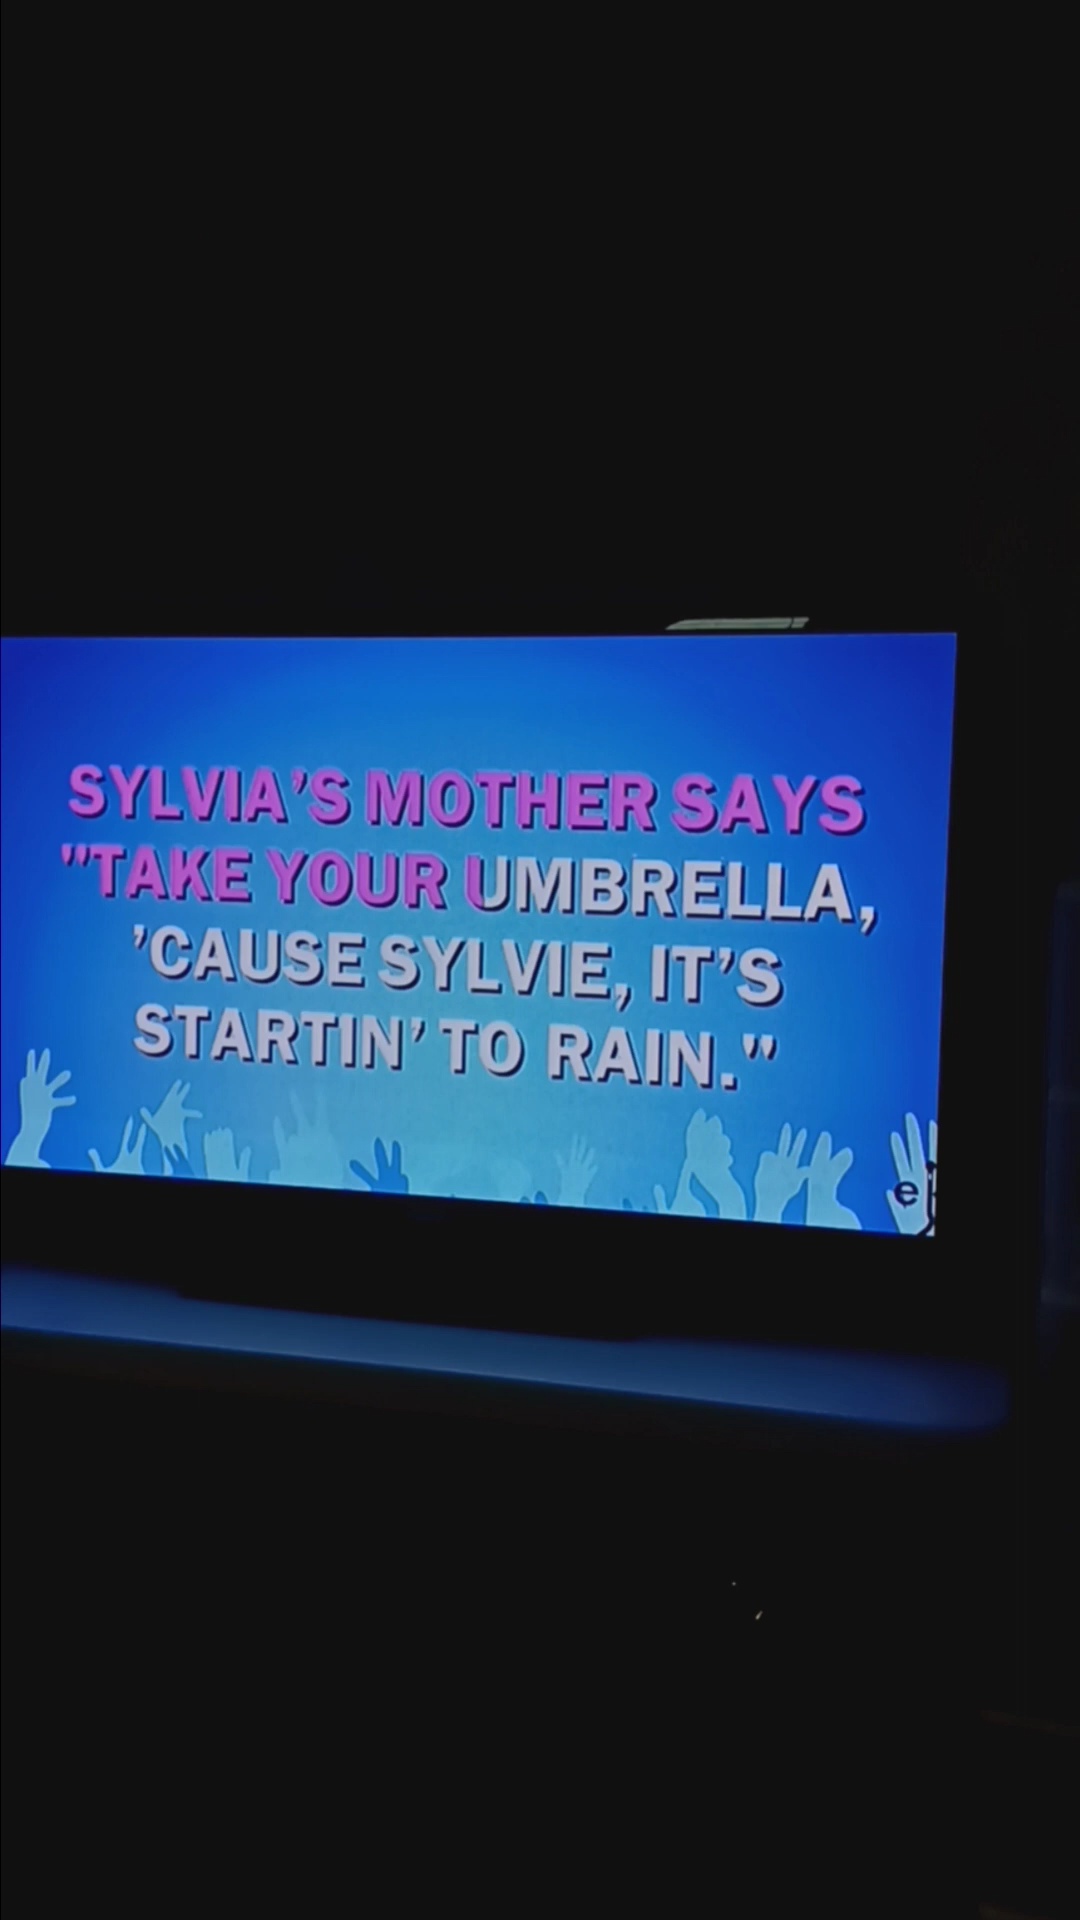 SYLVIA'S MOTHER SAYS
"TAKE YOUR UMBRELLA,
'CAUSE SYLVIE, IT'S
STARTIN' TO RAIN."